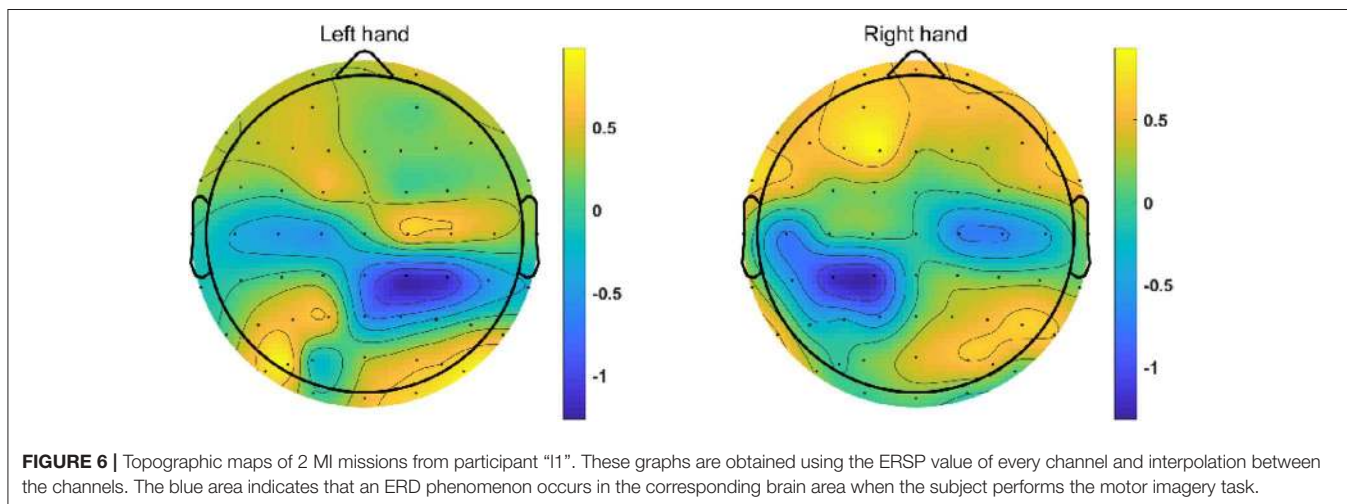 Left hand
Right hand
0.5
0
-0.5
-1
0.5
0
-0.5
-1
FIGURE 6 | Topographic maps of 2 MI missions from participant “l1”. These graphs are obtained using the ERSP value of every channel and interpolation between
the channels. The blue area indicates that an ERD phenomenon occurs in the corresponding brain area when the subject performs the motor imagery task.